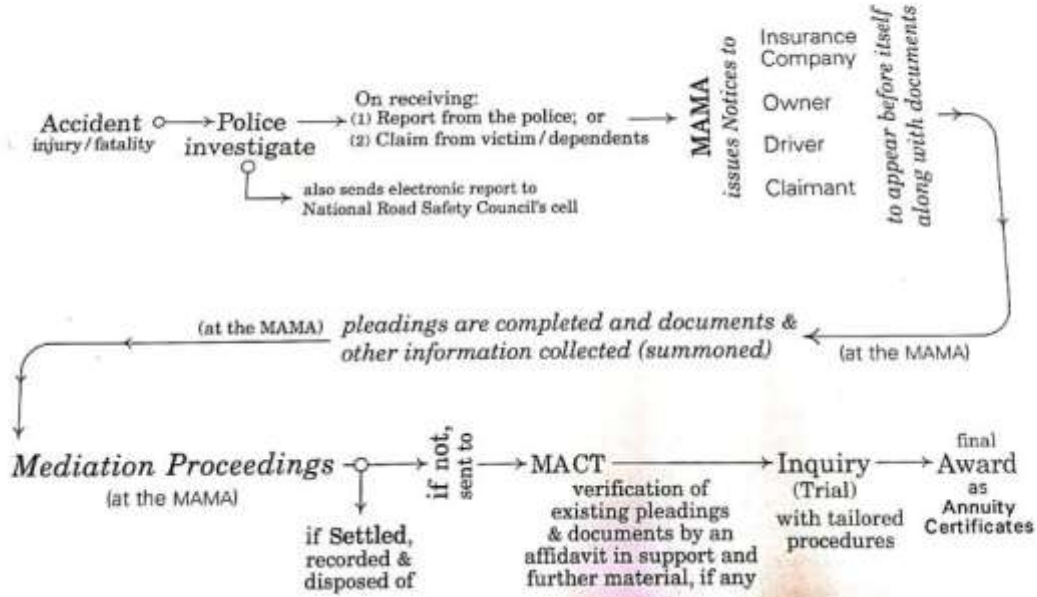 Accident
injury/fatality
Police
investigate
also sends electronic report to
National Road Safety Council's cell
On receiving:
(1) Report from the police; or
(2) Claim from victim/dependents
MAMA
issues Notices to
Insurance
Company
Owner
Driver
Claimant
to appear before itself
along with documents
(at the MAMA)
pleadings are completed and documents &
other information collected (summoned)
(at the MAMA)
Mediation Proceedings
(at the MAMA)
if Settled,
recorded &
disposed of
if not,
sent to
MACT
verification of
existing pleadings
& documents by an
affidavit in support and
further material, if any
Inquiry
(Trial)
with tailored
procedures
final
Award
as
Annuity
Certificates